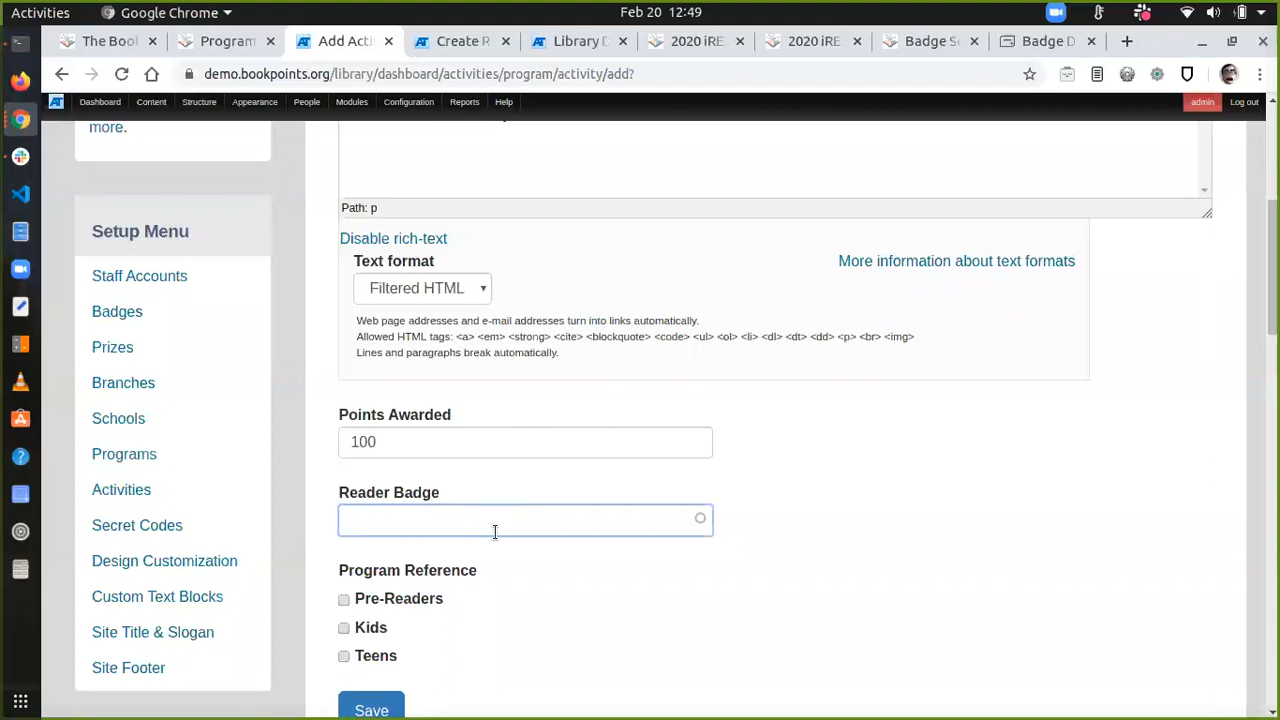 Activities
Google Chrome
Feb 20 12:49
The Bool
Program
Add Acti
Create R
Library D
2020 iRE
2020 iRE
Badge Se
Badge D
demo.bookpoints.org/library/dashboard/activities/program/activity/add?
Dashboard Content Structure Appearance People Modules Configuration Reports Help admin Log out
more.
Setup Menu
Staff Accounts
Badges
Prizes
Branches
Schools
Programs
Activities
Secret Codes
Design Customization
Custom Text Blocks
Site Title & Slogan
Site Footer
Path: p
Disable rich-text
Text format
More information about text formats
Filtered HTML
Web page addresses and e-mail addresses turn into links automatically.
Allowed HTML tags: <a> <em> <strong> <cite> <blockquote> <code> <ul> <ol> <li> <dl> <dt> <dd> <p> <br> <img>
Lines and paragraphs break automatically.
Points Awarded
100
Reader Badge
Program Reference
Pre-Readers
Kids
Teens
Save